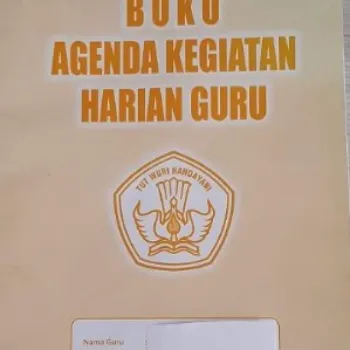 BUKU
AGENDA KEGIATAN
HARIAN GURU
TUT WURI HANDAYANI
Nama Guru